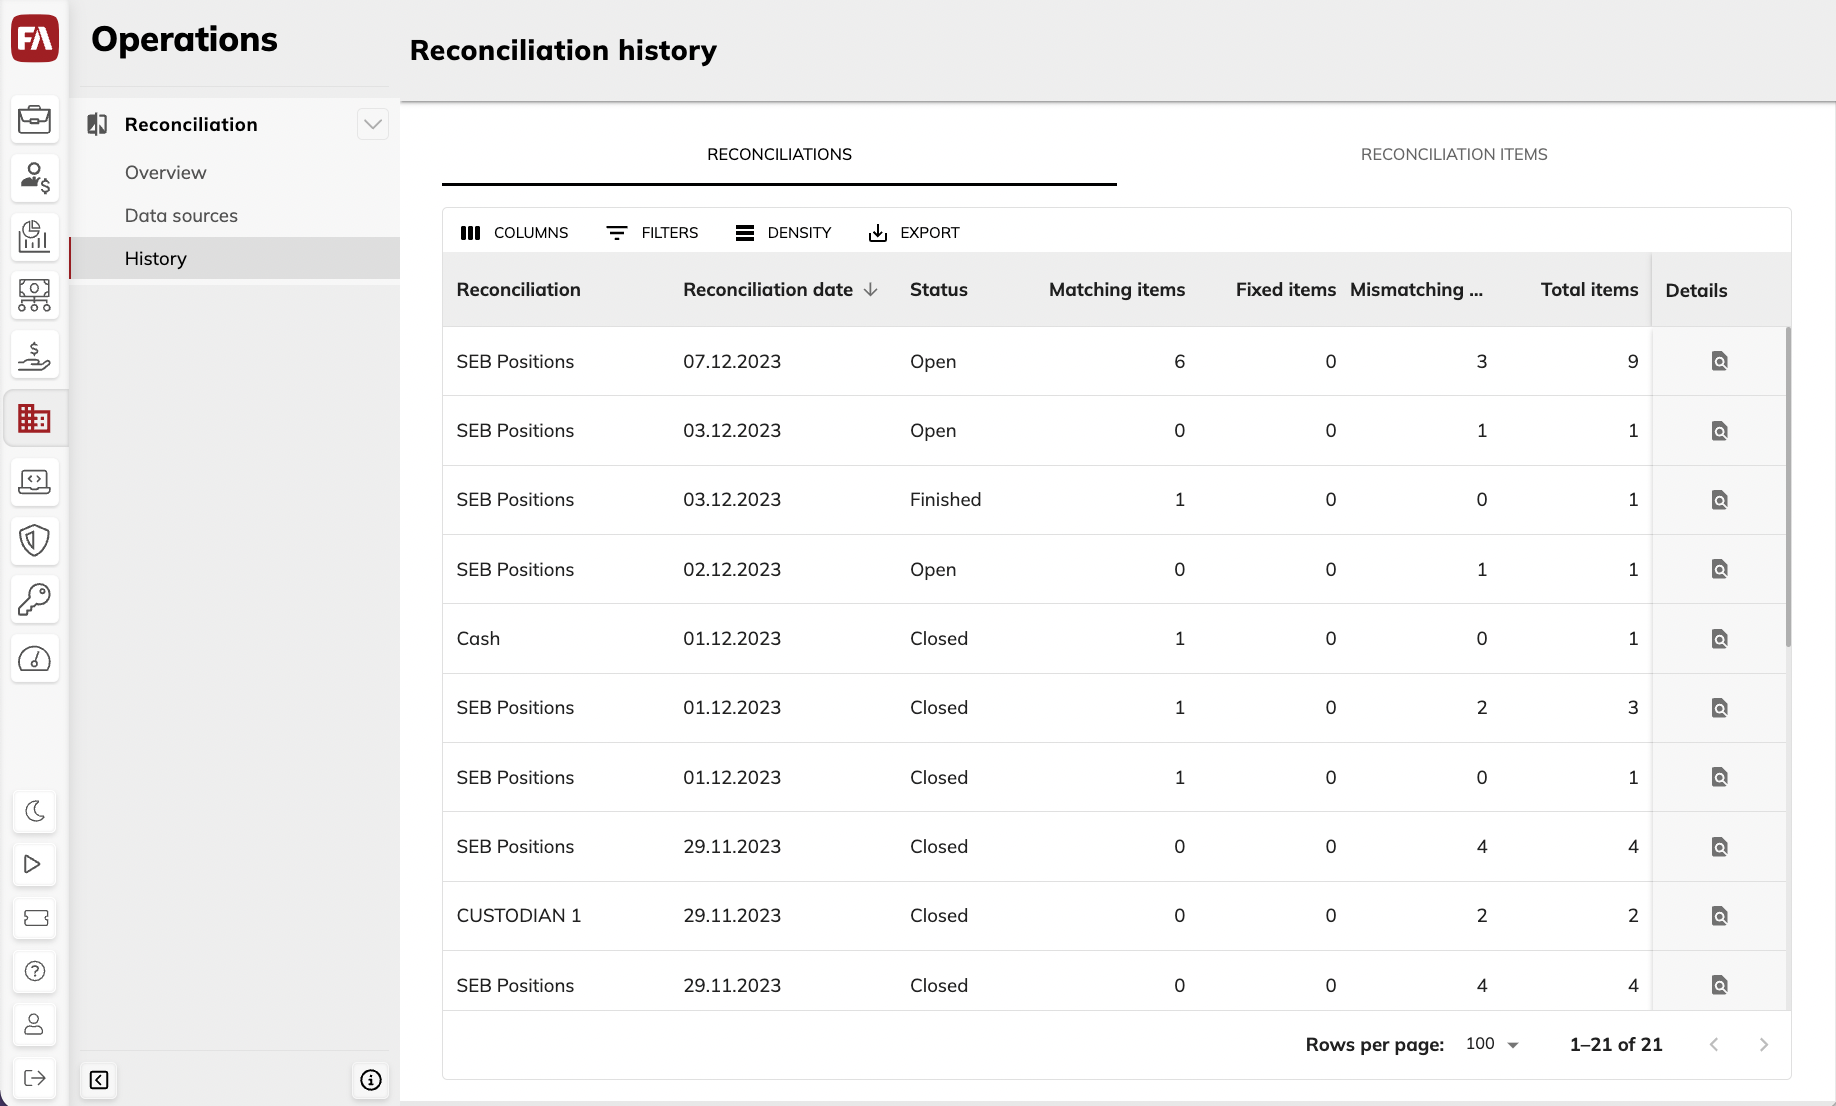 FA
Operations
Reconciliation
Overview
Data sources
History
Reconciliation history
RECONCILIATIONS RECONCILIATION ITEMS
COLUMNS FILTERS DENSITY EXPORT
Reconciliation Reconciliation date Status Matching items Fixed items Mismatching ... Total items Details
SEB Positions 07.12.2023 Open 6 0 3 9
SEB Positions 03.12.2023 Open 0 0 1 1
SEB Positions 03.12.2023 Finished 1 0 0 1
SEB Positions 02.12.2023 Open 0 0 1 1
Cash 01.12.2023 Closed 1 0 0 1
SEB Positions 01.12.2023 Closed 1 0 2 3
SEB Positions 01.12.2023 Closed 1 0 0 1
SEB Positions 29.11.2023 Closed 0 0 4 4
CUSTODIAN 1 29.11.2023 Closed 0 0 2 2
SEB Positions 29.11.2023 Closed 0 0 4 4
Rows per page: 100 1–21 of 21